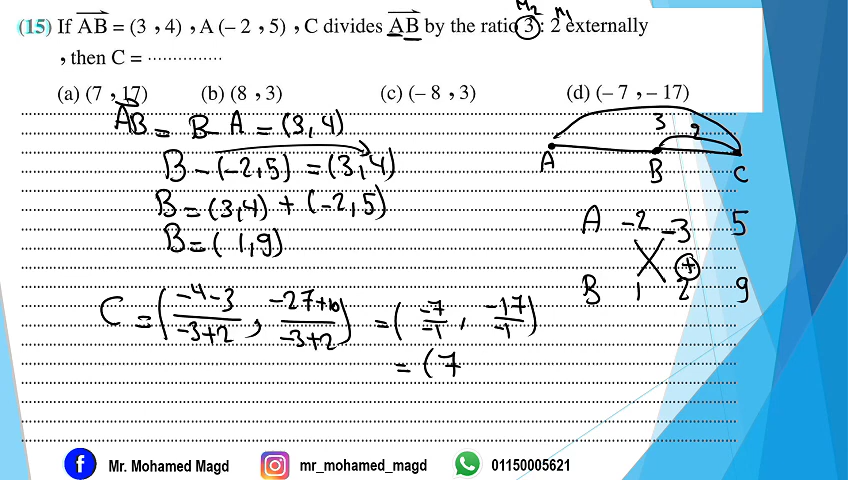 M₂ M₁
(15) If AB = (3 , 4) , A (– 2 , 5) , C divides AB by the ratio 3 : 2 externally
, then C = ···············
(a) (7 , 17) (b) (8 , 3) (c) (– 8 , 3) (d) (– 7 , – 17)
AB = B - A = (3,4)
B - (-2,5) = (3,4)
B = (3,4) + (-2,5)
B = (1,9)
3 2
A B C
A -2 -3 5
+
B 1 2 9
C = (-4-3/-3+2 , -27+10/-3+2) = (-7/-1 , -17/-1)
= (7
f Mr. Mohamed Magd mr_mohamed_magd 01150005621